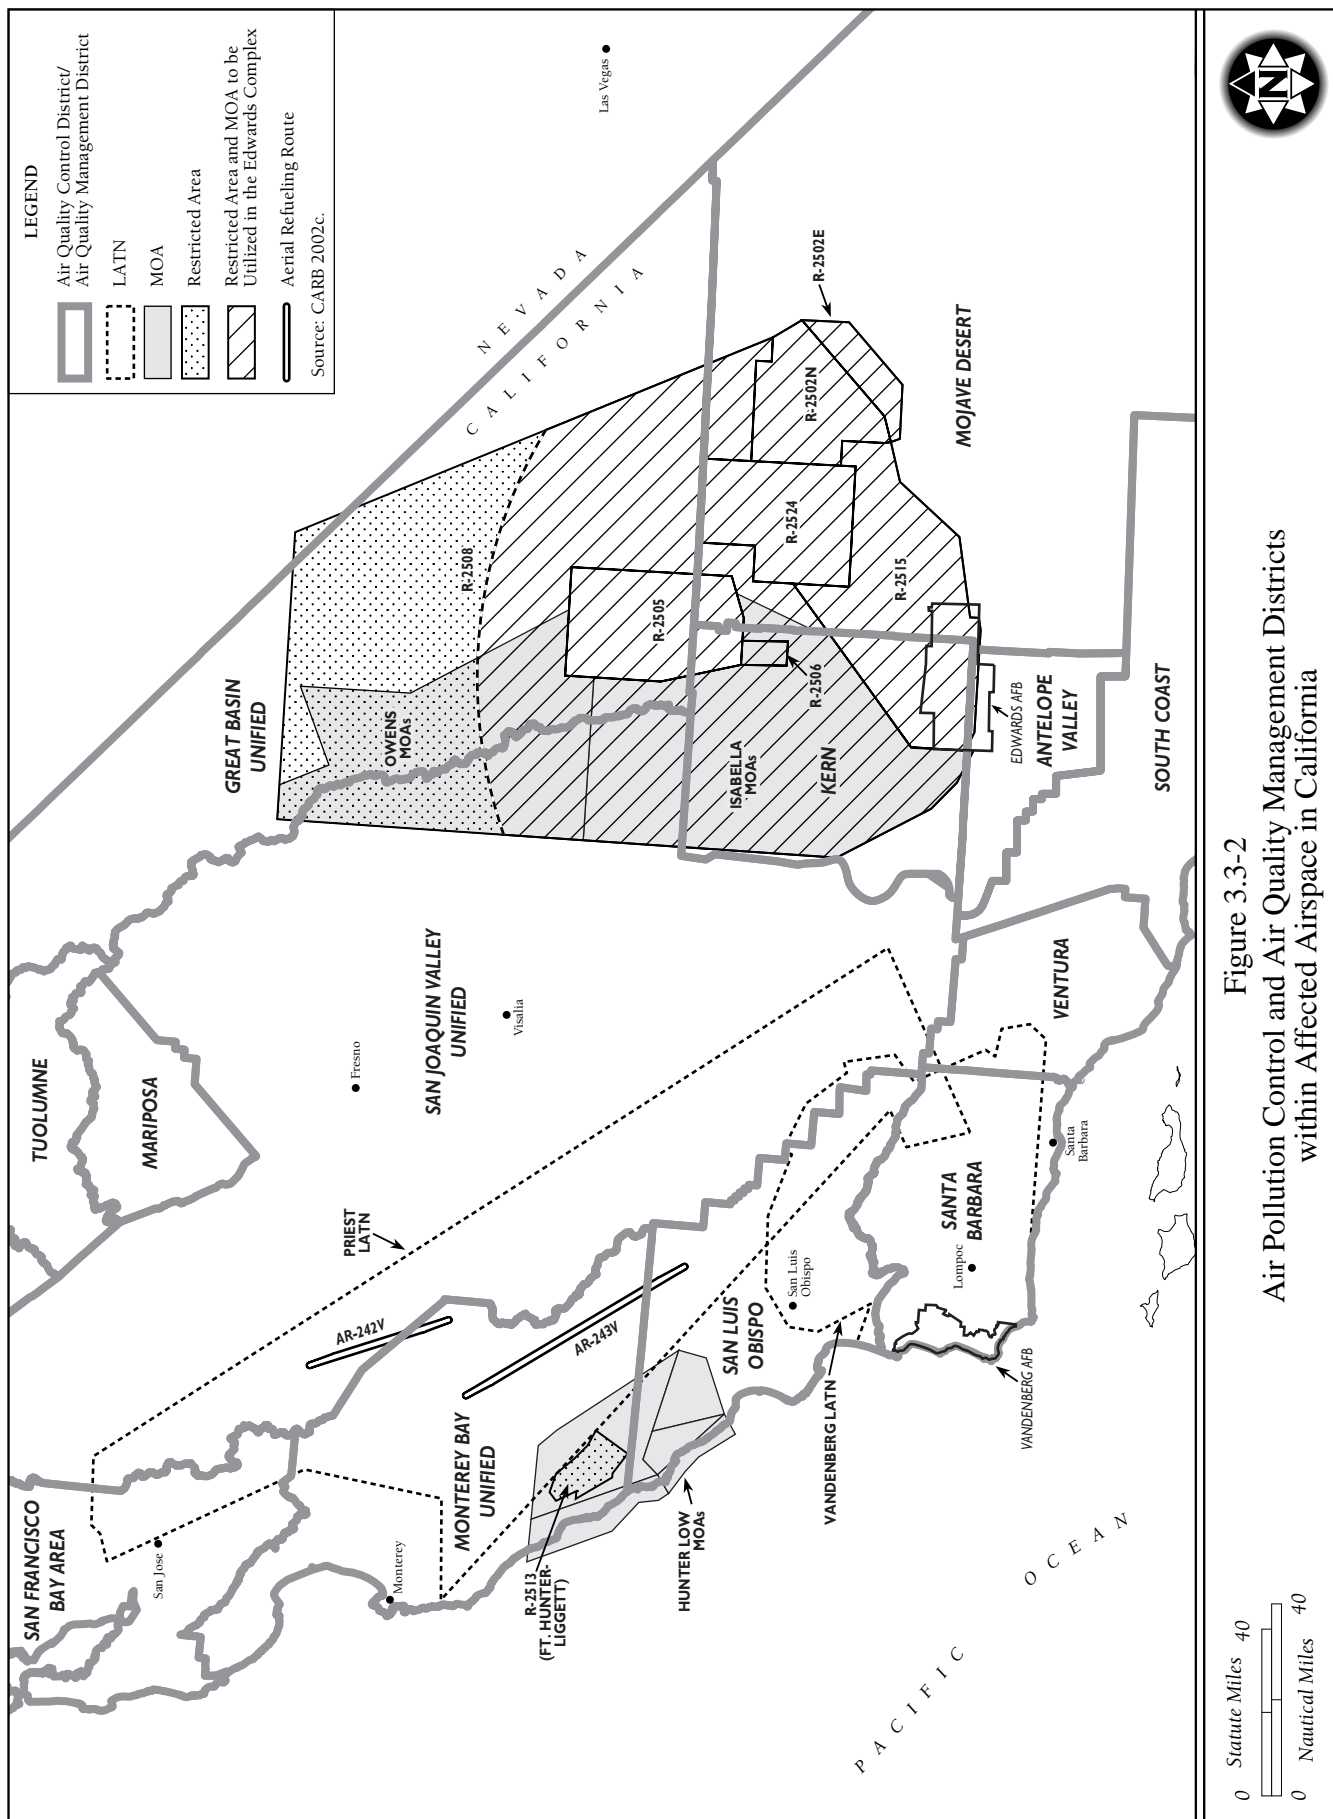 LEGEND
Air Quality Control District/
Air Quality Management District
LATN
MOA
Restricted Area
Restricted Area and MOA to be
Utilized in the Edwards Complex
Aerial Refueling Route
Source: CARB 2002c.
Las Vegas
NEVADA
CALIFORNIA
TUOLUMNE
MARIPOSA
SAN FRANCISCO
BAY AREA
San Jose
Monterey
MONTEREY BAY
UNIFIED
Fresno
Visalia
SAN JOAQUIN VALLEY
UNIFIED
PRIEST
LATN
AR-242V
AR-243V
GREAT BASIN
UNIFIED
OWENS
MOAs
R-2508
R-2505
R-2506
ISABELLA
MOAs
KERN
R-2524
R-2502N
R-2502E
R-2515
MOJAVE DESERT
EDWARDS AFB
ANTELOPE
VALLEY
SOUTH COAST
VENTURA
SANTA
BARBARA
Santa
Barbara
Lompoc
San Luis
Obispo
SAN LUIS
OBISPO
R-2513
(FT. HUNTER-
LIGGETT)
HUNTER LOW
MOAs
VANDENBERG LATN
VANDENBERG AFB
PACIFIC OCEAN
0 Statute Miles 40
0 Nautical Miles 40
Figure 3.3-2
Air Pollution Control and Air Quality Management Districts
within Affected Airspace in California
N